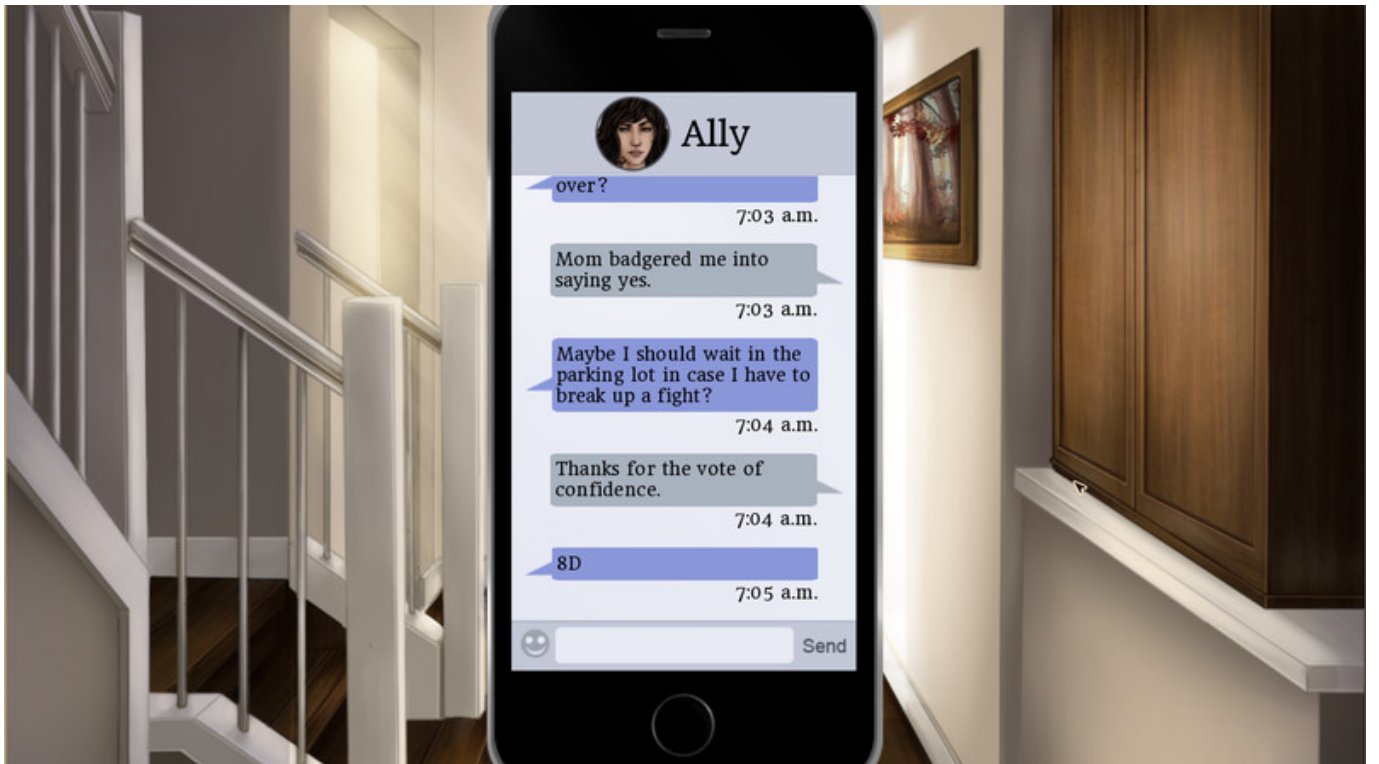 Ally
over?
7:03 a.m.
Mom badgered me into
saying yes.
7:03 a.m.
Maybe I should wait in the
parking lot in case I have to
break up a fight?
7:04 a.m.
Thanks for the vote of
confidence.
7:04 a.m.
8D
7:05 a.m.
Send